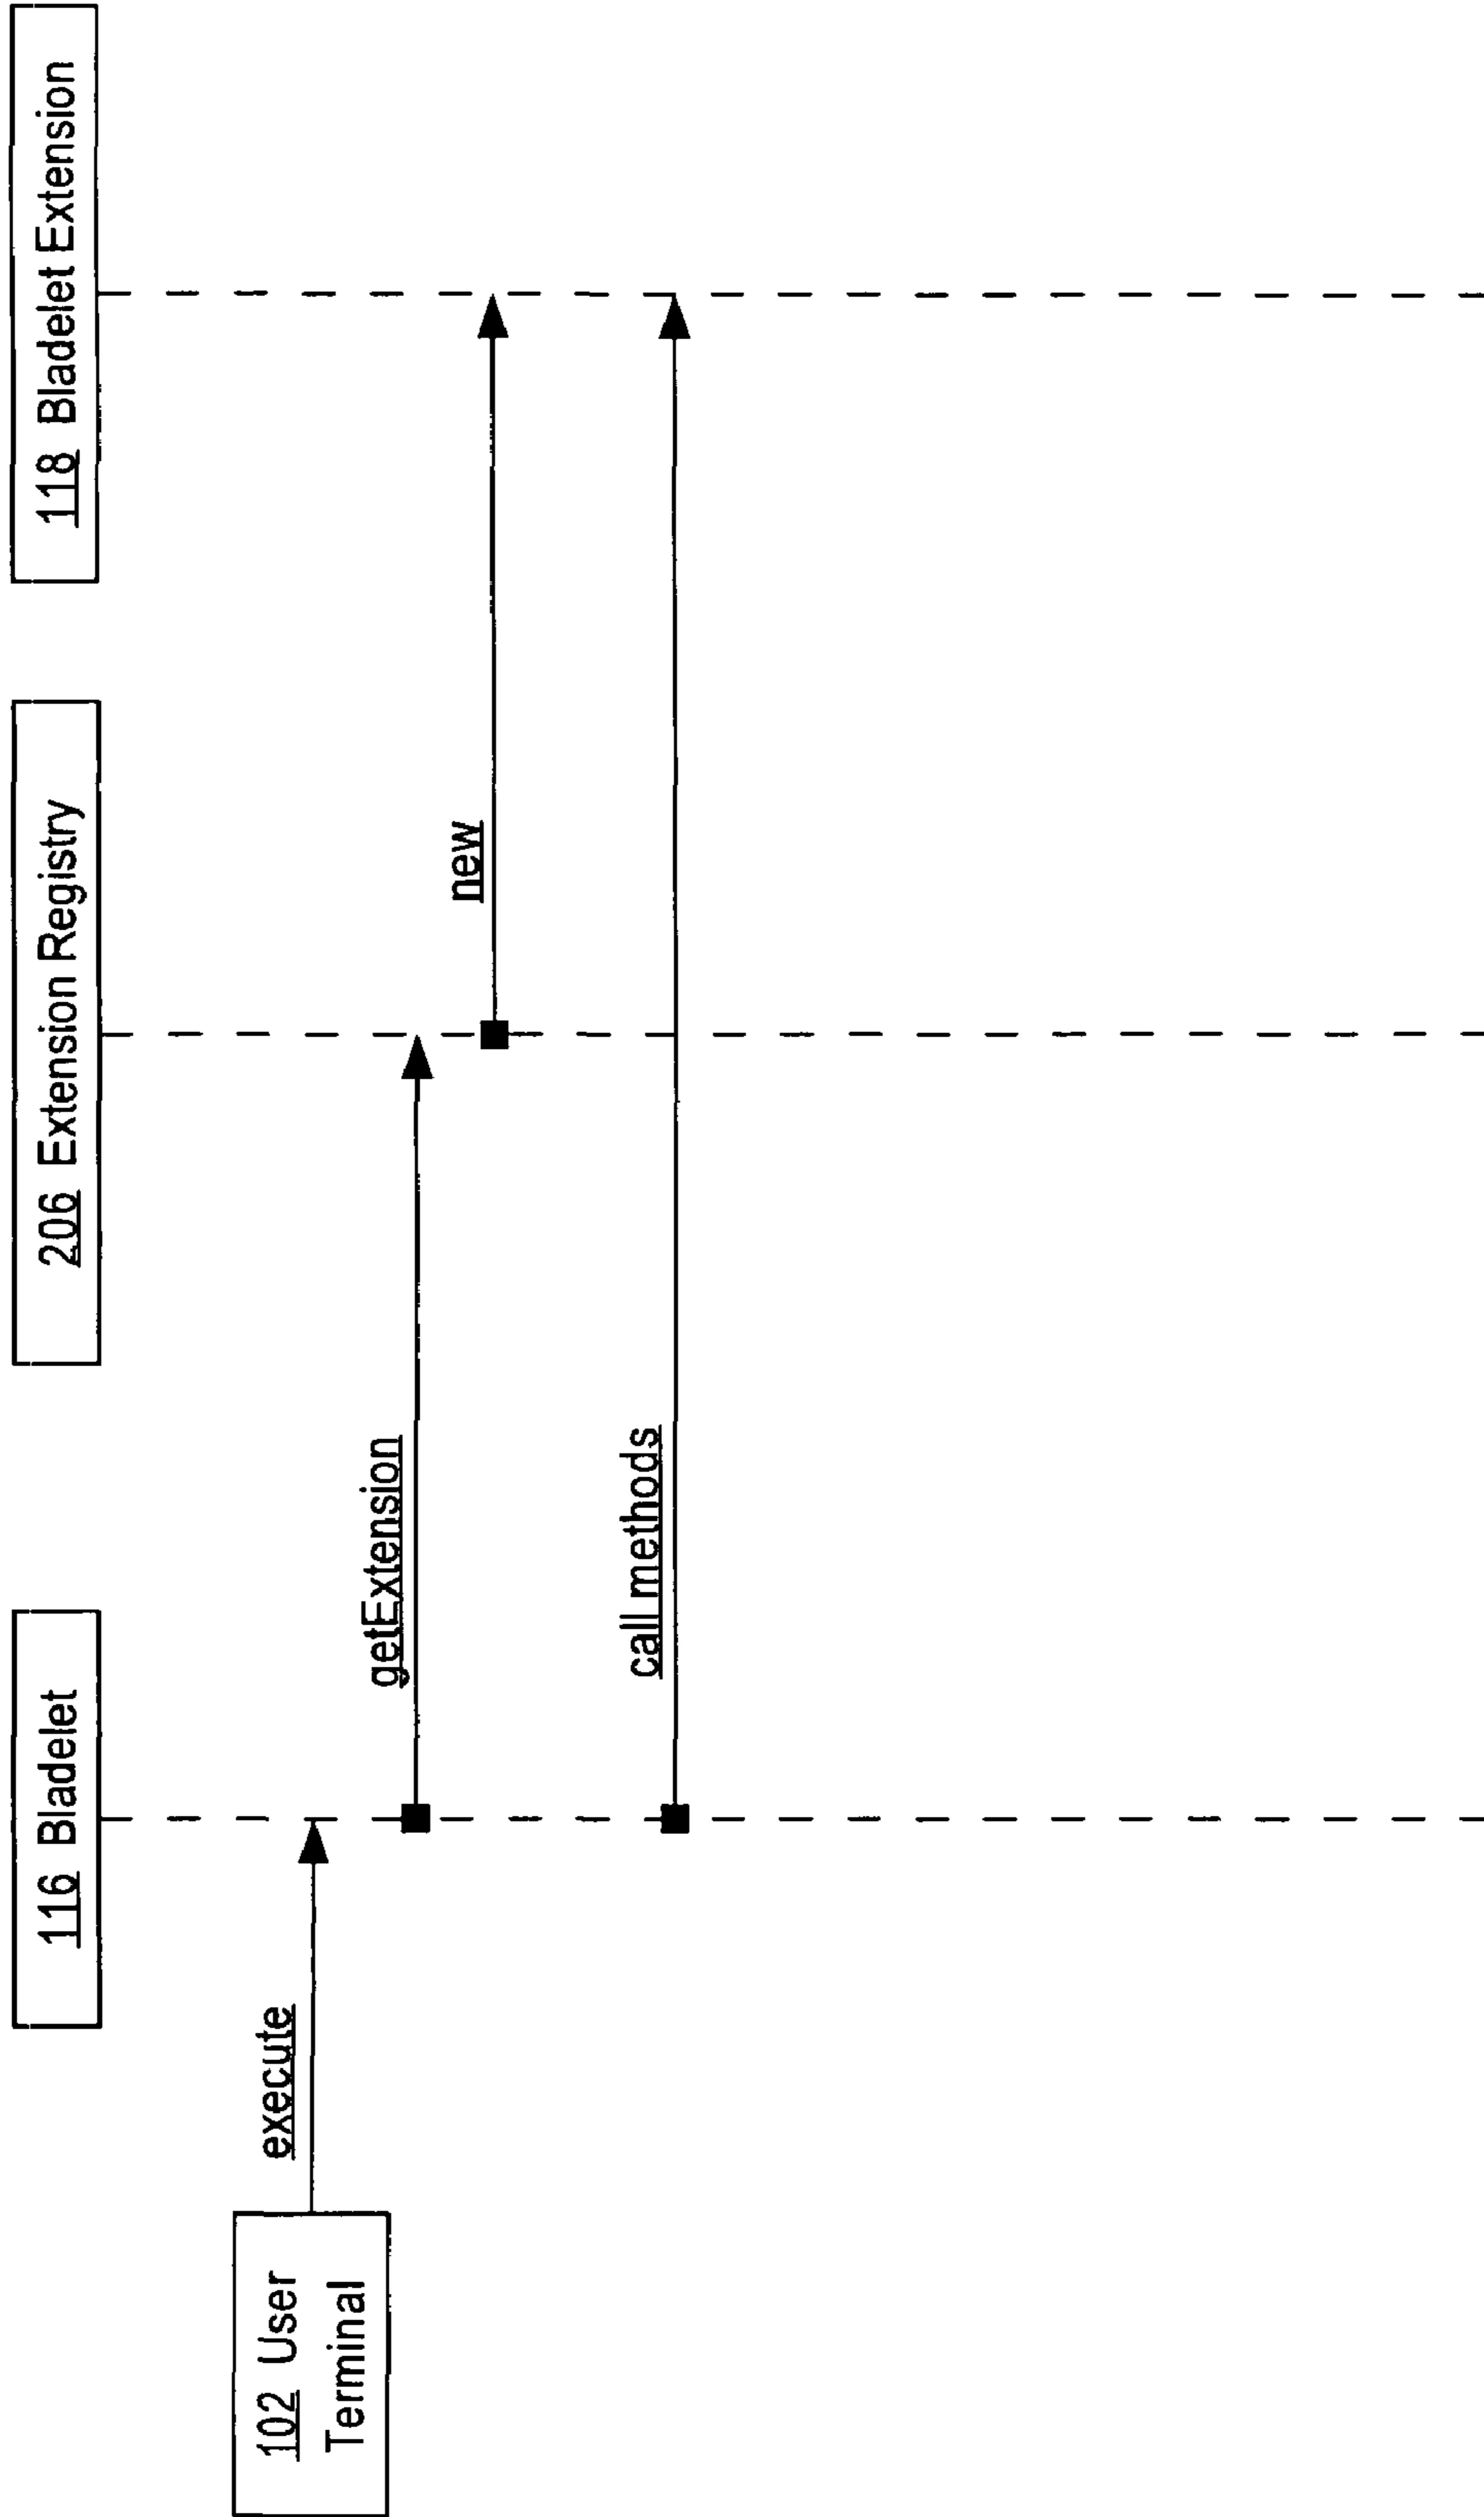 116 Bladelet
206 Extension Registry
118 Bladelet Extension
102 User
Terminal
execute
getExtension
new
call methods